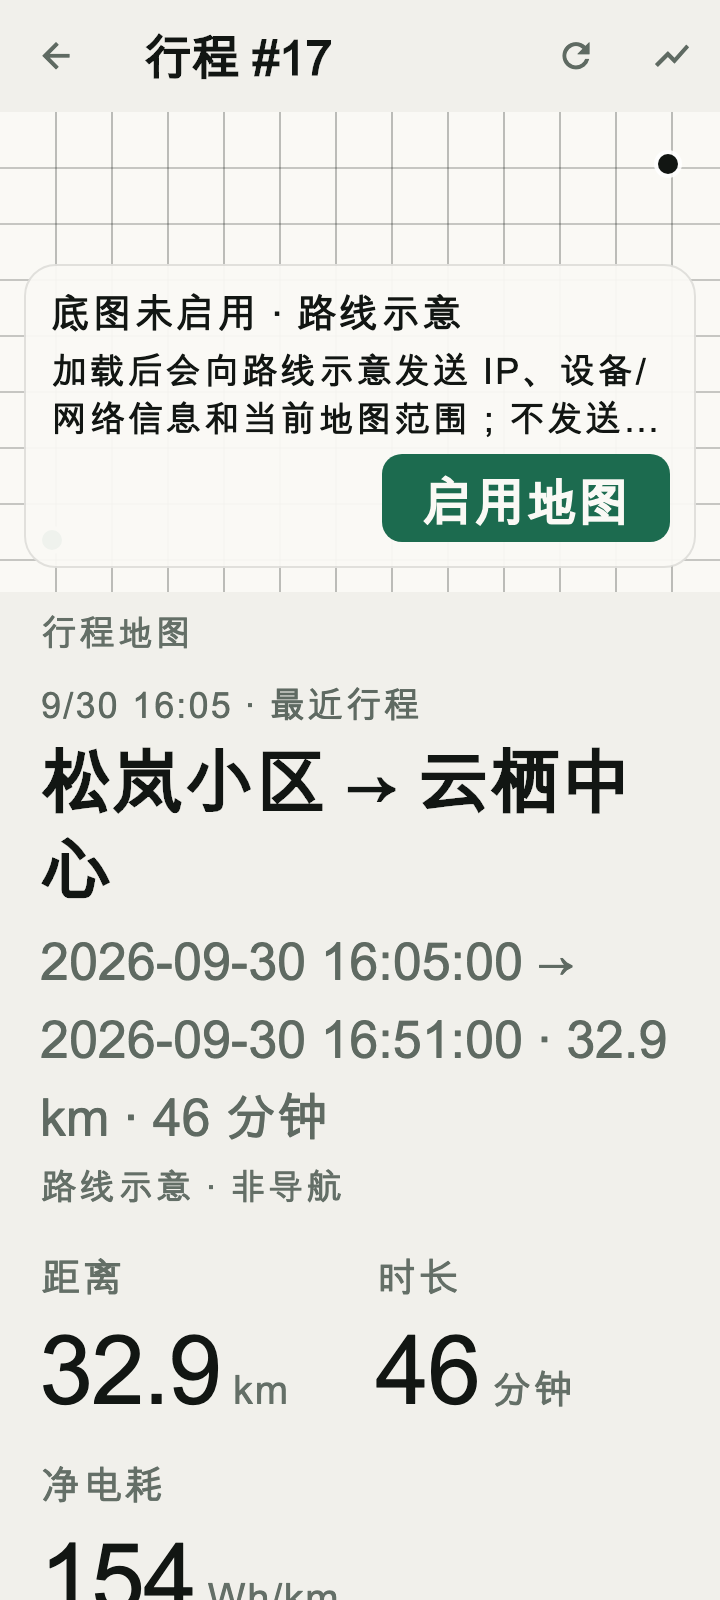 行程 #17
底图未启用 · 路线示意
加载后会向路线示意发送 IP、设备/
网络信息和当前地图范围；不发送…
启用地图
行程地图
9/30 16:05 · 最近行程
松岚小区 → 云栖中
心
2026-09-30 16:05:00 →
2026-09-30 16:51:00 · 32.9
km · 46 分钟
路线示意 · 非导航
距离 时长
32.9 km 46 分钟
净电耗
154 Wh/km